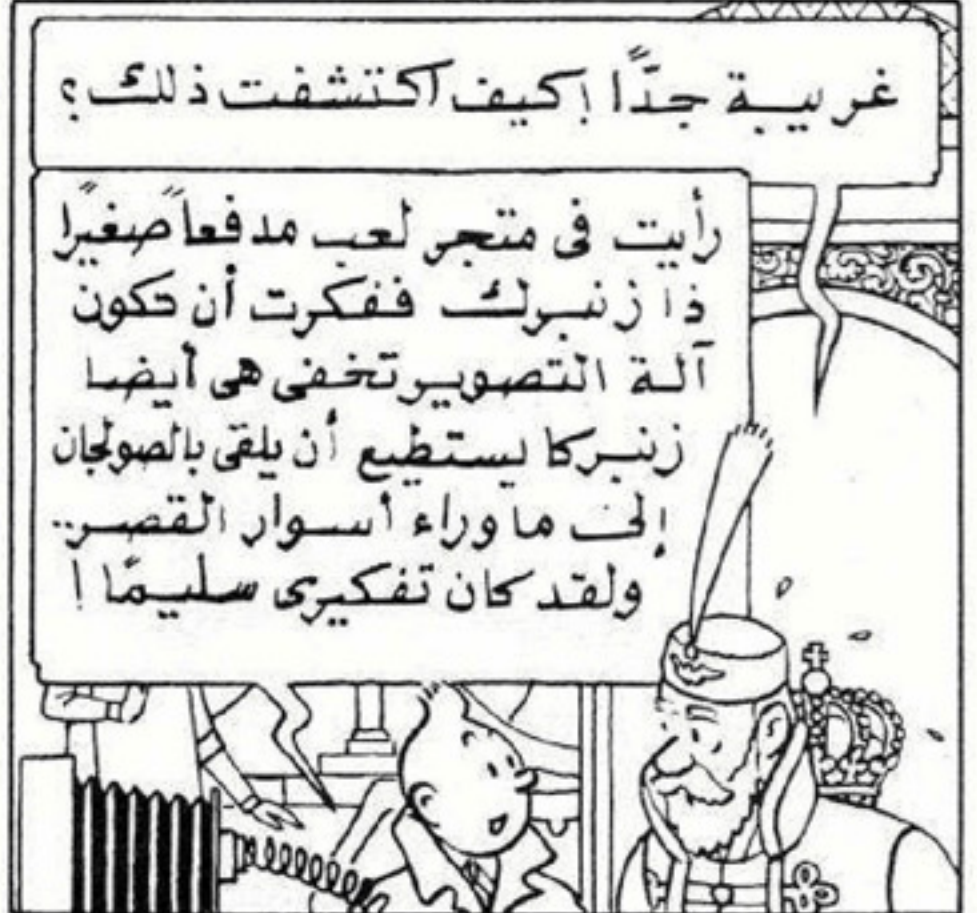 غريبة جدًّا! كيف اكتشفت ذلك؟
رأيت فى متجر لعب مدفعاً صغيرًا
ذا زنبرك ففكرت أن تكون
آلة التصوير تخفى هى أيضا
زنبركا يستطيع أن يلقى بالصولجان
إلى ما وراء أسوار القصر..
ولقد كان تفكيرى سليمًا!